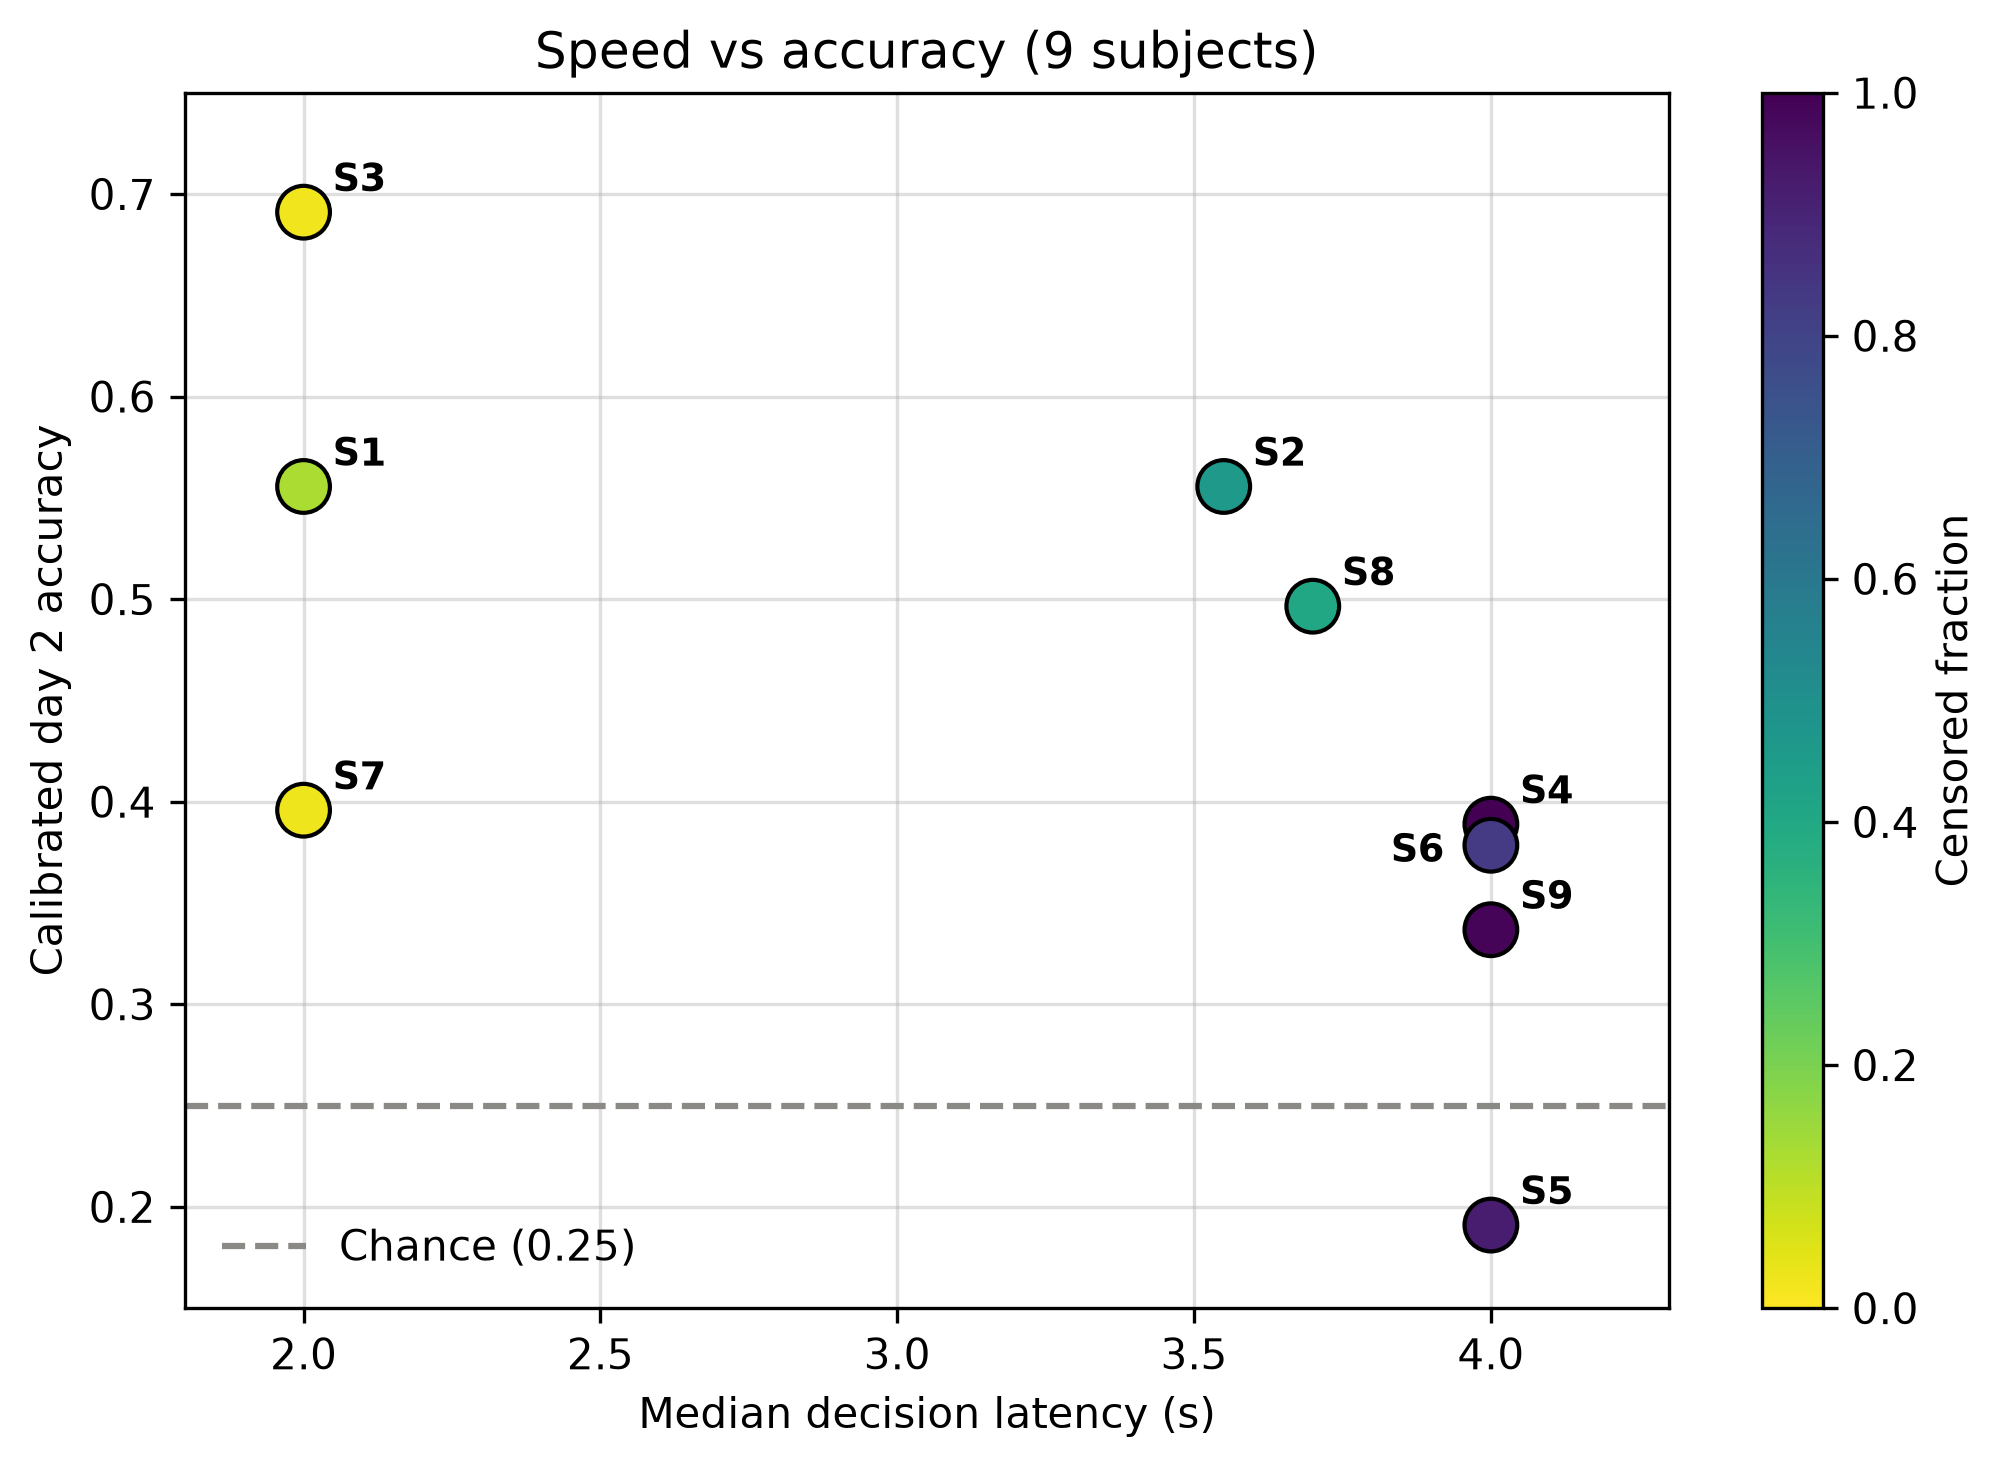 Speed vs accuracy (9 subjects)
Calibrated day 2 accuracy
0.7
0.6
0.5
0.4
0.3
0.2
S3
S1
S7
S2
S8
S4
S6
S9
S5
Chance (0.25)
2.0
2.5
3.0
3.5
4.0
Median decision latency (s)
1.0
0.8
0.6
0.4
0.2
0.0
Censored fraction